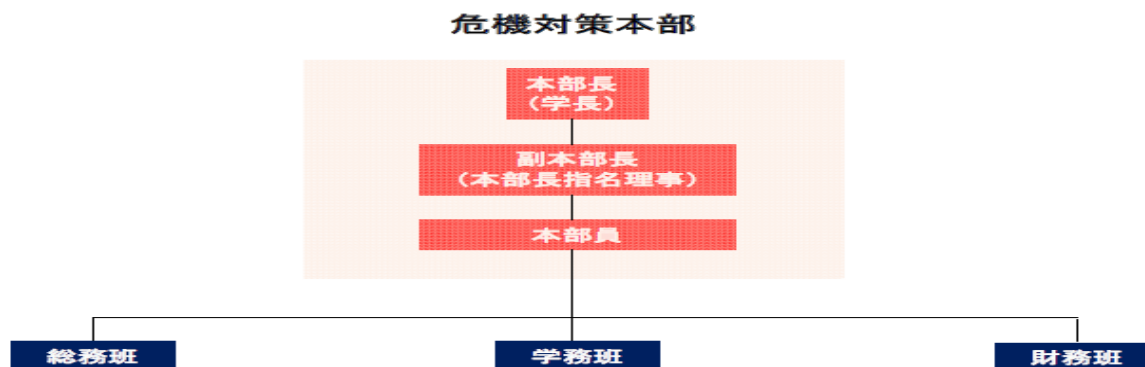 危機対策本部
本部長
（学長）
副本部長
（本部長指名理事）
本部員
総務班
学務班
財務班